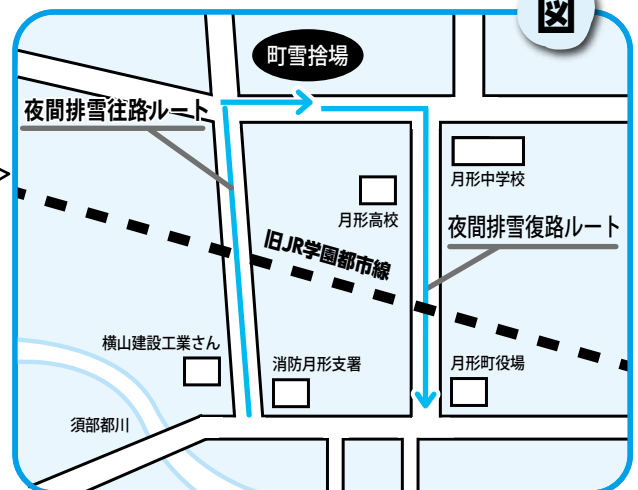 図
町雪捨場
夜間排雪往路ルート
月形中学校
月形高校
夜間排雪復路ルート
旧JR学園都市線
横山建設工業さん
消防月形支署
月形町役場
須部都川